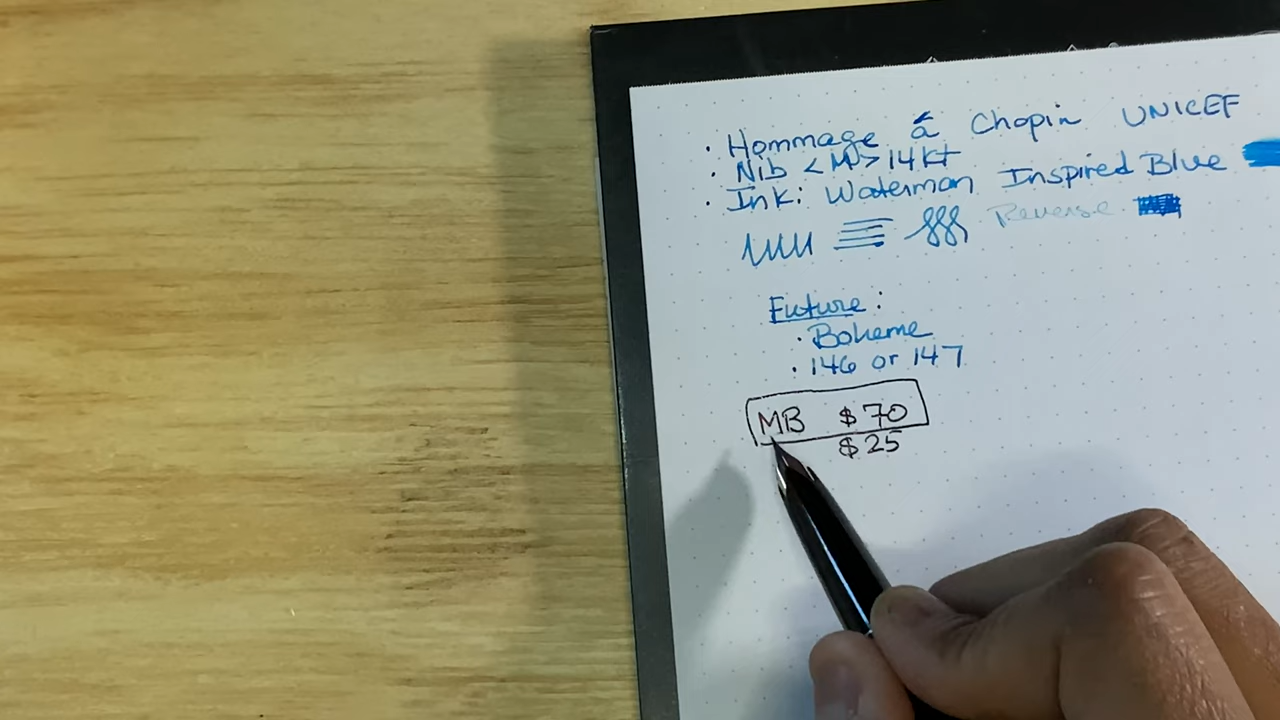 · Hommage á Chopin UNICEF
· Nib <M> 14kt
· Ink: Waterman Inspired Blue
Reverse
Future:
· Boheme
· 146 or 147
MB $70
$25